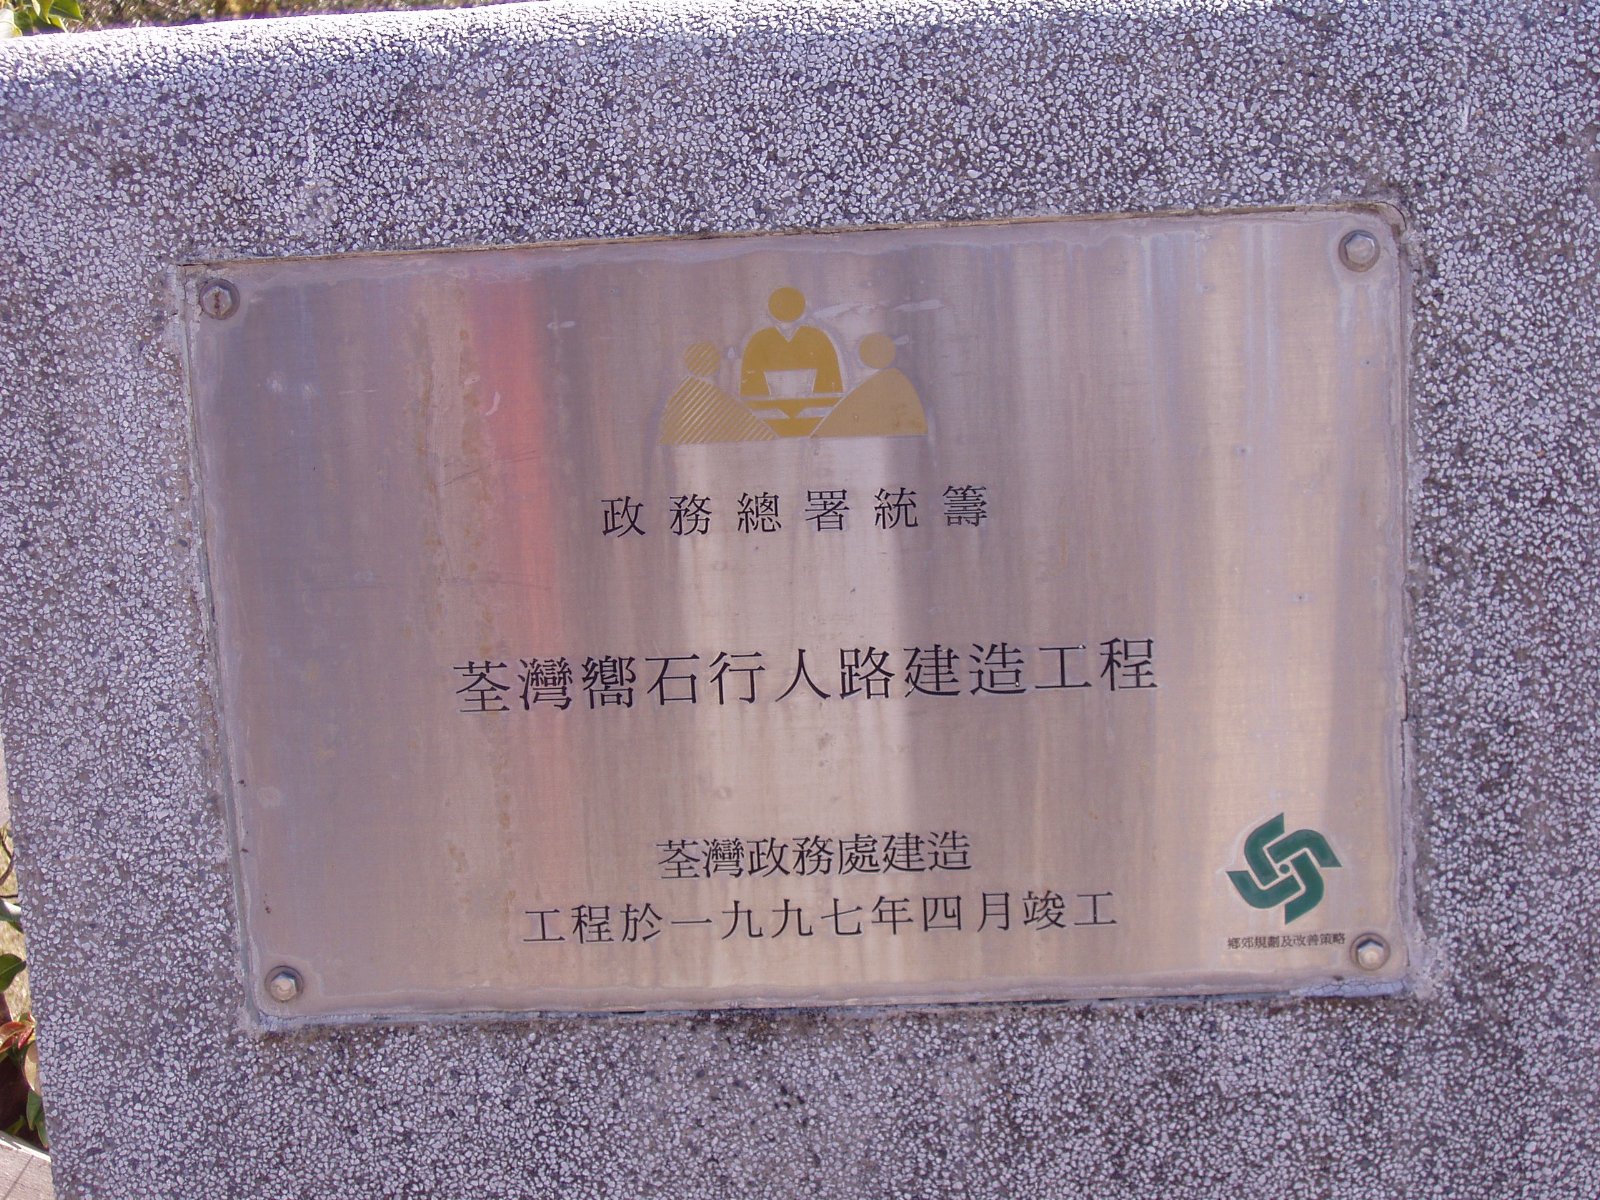 政務總署統籌
荃灣嚮石行人路建造工程
荃灣政務處建造
工程於一九九七年四月竣工
鄉郊規劃及改善策略